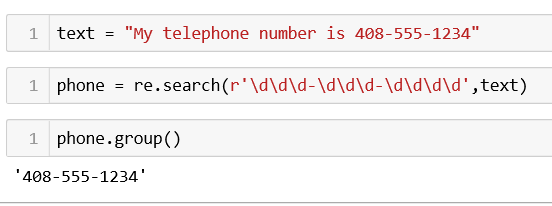 1 text = "My telephone number is 408-555-1234"
1 phone = re.search(r'\d\d\d-\d\d\d-\d\d\d\d',text)
1 phone.group()
'408-555-1234'